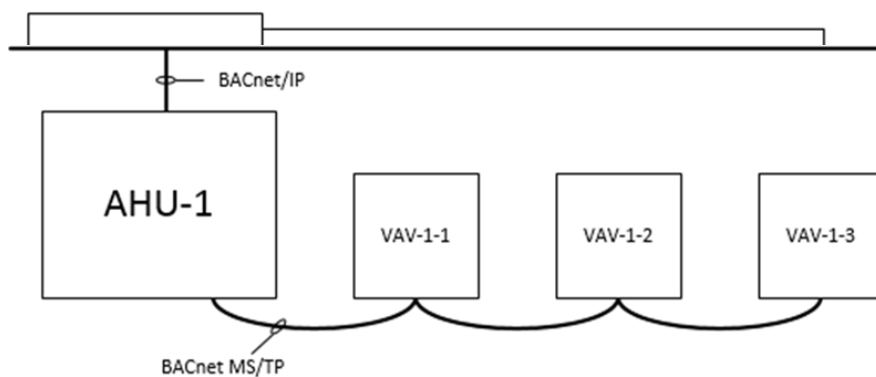 BACnet/IP
AHU-1
VAV-1-1
VAV-1-2
VAV-1-3
BACnet MS/TP